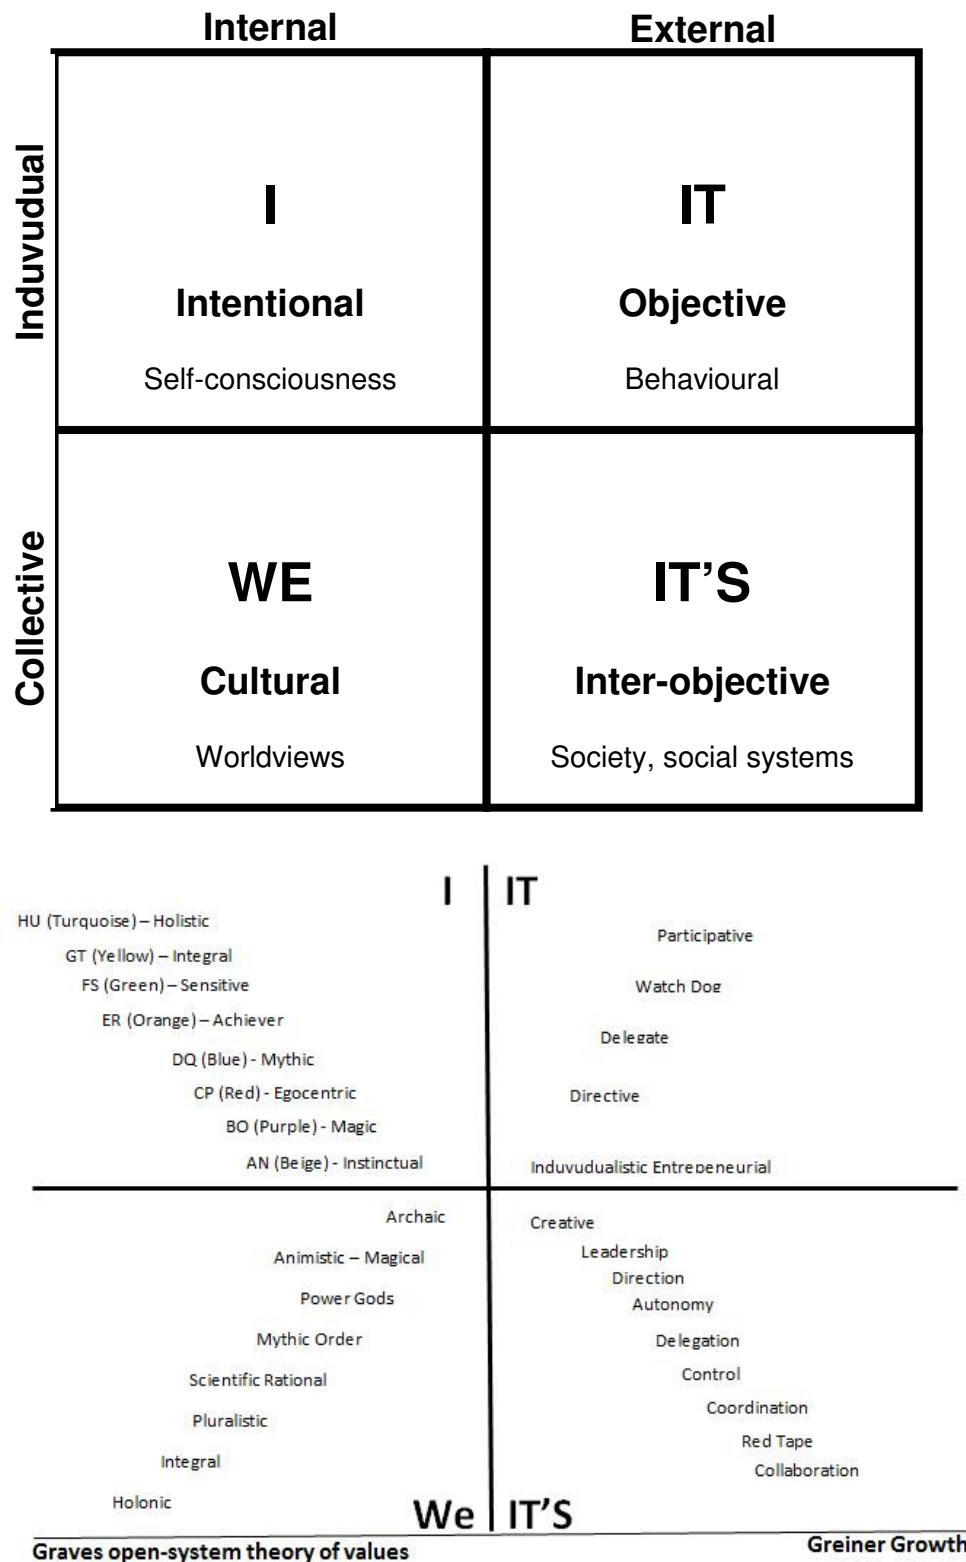 Internal
External
Induvudual
I
IT
Intentional
Objective
Self-consciousness
Behavioural
Collective
WE
IT’S
Cultural
Inter-objective
Worldviews
Society, social systems
I
IT
HU (Turquoise) – Holistic
GT (Yellow) – Integral
FS (Green) – Sensitive
ER (Orange) – Achiever
DQ (Blue) - Mythic
CP (Red) - Egocentric
BO (Purple) - Magic
AN (Beige) - Instinctual
Participative
Watch Dog
Delegate
Directive
Induvudualistic Entrepeneurial
Archaic
Animistic – Magical
Power Gods
Mythic Order
Scientific Rational
Pluralistic
Integral
Holonic
Creative
Leadership
Direction
Autonomy
Delegation
Control
Coordination
Red Tape
Collaboration
We
IT’S
Graves open-system theory of values
Greiner Growth